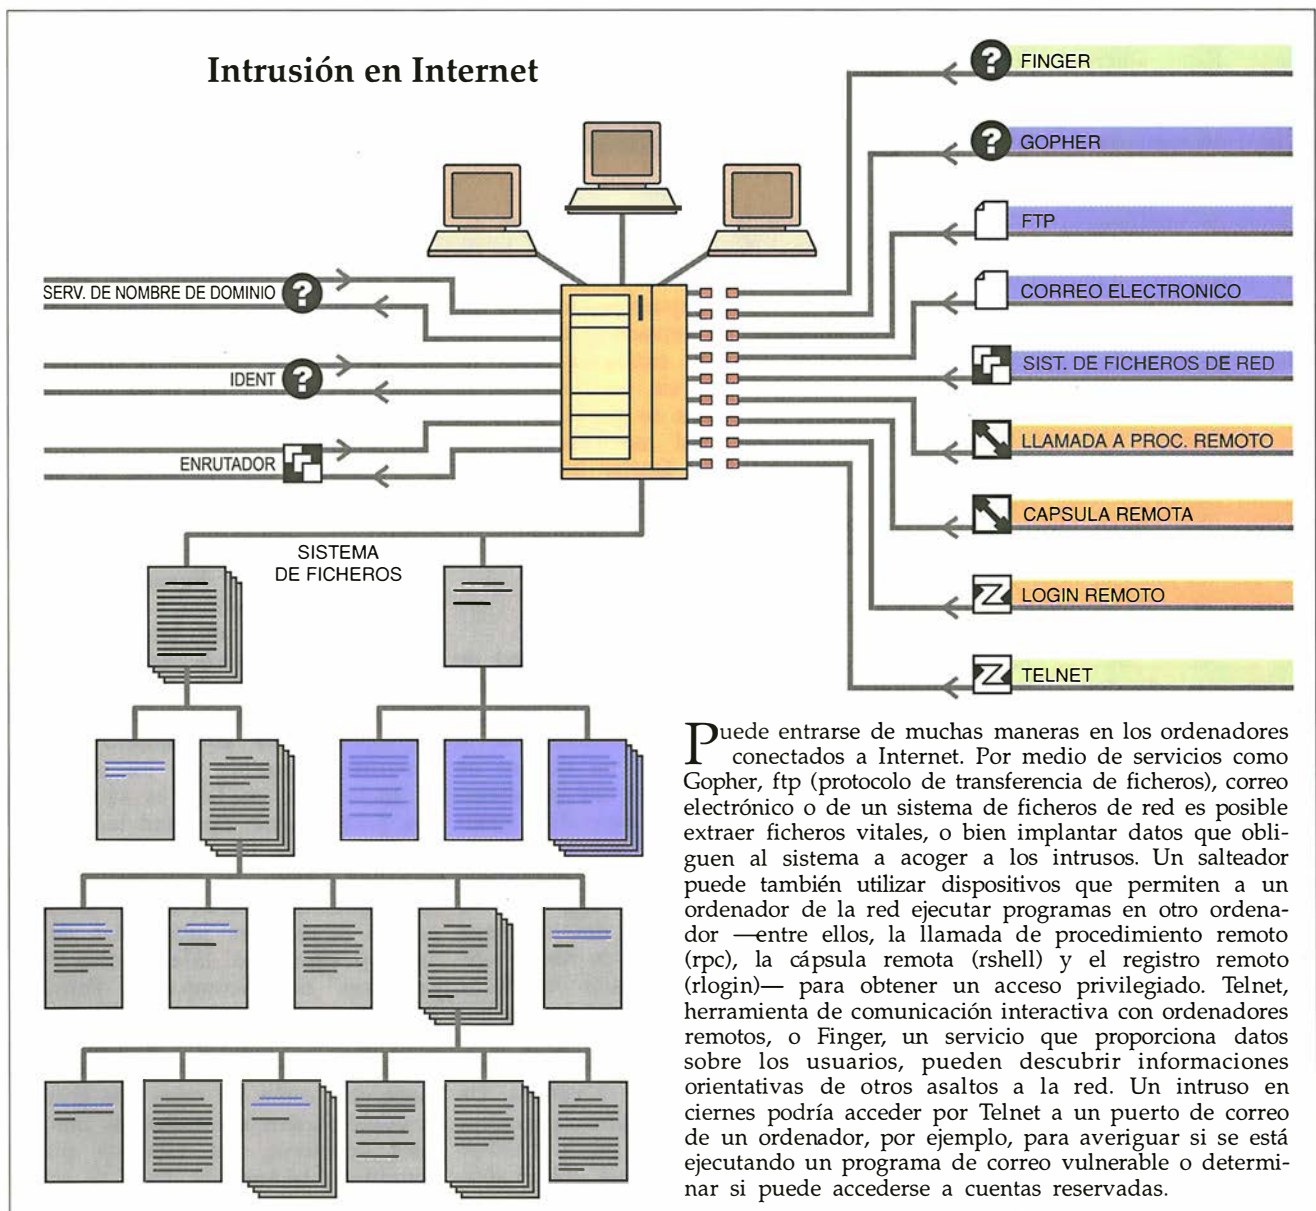 Intrusión en Internet
FINGER
GOPHER
FTP
CORREO ELECTRONICO
SIST. DE FICHEROS DE RED
LLAMADA A PROC. REMOTO
CAPSULA REMOTA
LOGIN REMOTO
TELNET
SERV. DE NOMBRE DE DOMINIO
IDENT
ENRUTADOR
SISTEMA
DE FICHEROS
Puede entrarse de muchas maneras en los ordenadores
conectados a Internet. Por medio de servicios como
Gopher, ftp (protocolo de transferencia de ficheros), correo
electrónico o de un sistema de ficheros de red es posible
extraer ficheros vitales, o bien implantar datos que obli-
guen al sistema a acoger a los intrusos. Un salteador
puede también utilizar dispositivos que permiten a un
ordenador de la red ejecutar programas en otro ordena-
dor —entre ellos, la llamada de procedimiento remoto
(rpc), la cápsula remota (rshell) y el registro remoto
(rlogin)— para obtener un acceso privilegiado. Telnet,
herramienta de comunicación interactiva con ordenadores
remotos, o Finger, un servicio que proporciona datos
sobre los usuarios, pueden descubrir informaciones
orientativas de otros asaltos a la red. Un intruso en
ciernes podría acceder por Telnet a un puerto de correo
de un ordenador, por ejemplo, para averiguar si se está
ejecutando un programa de correo vulnerable o determi-
nar si puede accederse a cuentas reservadas.